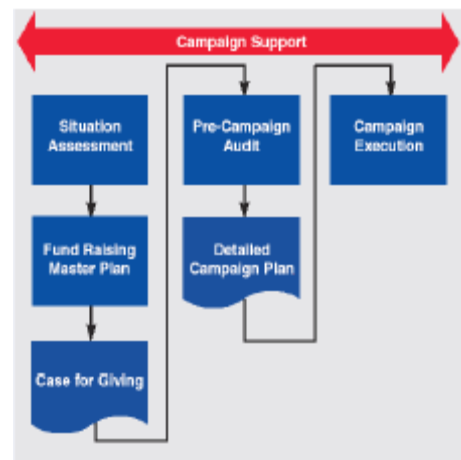 Campaign Support
Situation
Assessment
Fund Raising
Master Plan
Case for Giving
Pre-Campaign
Audit
Detailed
Campaign Plan
Campaign
Execution